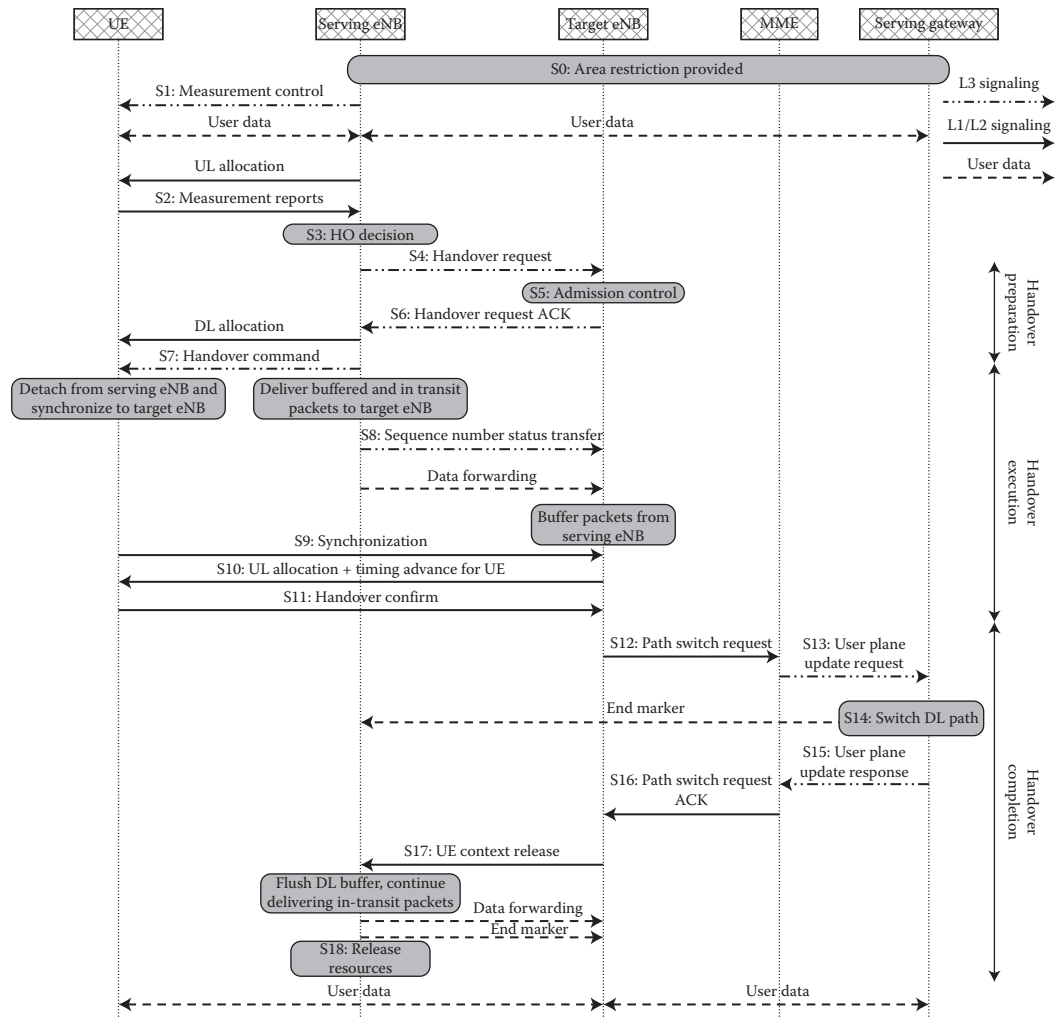 UE
Serving eNB
Target eNB
MME
Serving gateway
S0: Area restriction provided
S1: Measurement control
L3 signaling
User data
User data
L1/L2 signaling
UL allocation
User data
S2: Measurement reports
S3: HO decision
S4: Handover request
S5: Admission control
S6: Handover request ACK
DL allocation
S7: Handover command
Handover
preparation
Detach from serving eNB and
synchronize to target eNB
Deliver buffered and in transit
packets to target eNB
S8: Sequence number status transfer
Data forwarding
Buffer packets from
serving eNB
Handover
execution
S9: Synchronization
S10: UL allocation + timing advance for UE
S11: Handover confirm
S12: Path switch request
S13: User plane
update request
End marker
S14: Switch DL path
S15: User plane
update response
S16: Path switch request
ACK
Handover
completion
S17: UE context release
Flush DL buffer, continue
delivering in-transit packets
Data forwarding
End marker
S18: Release
resources
User data
User data